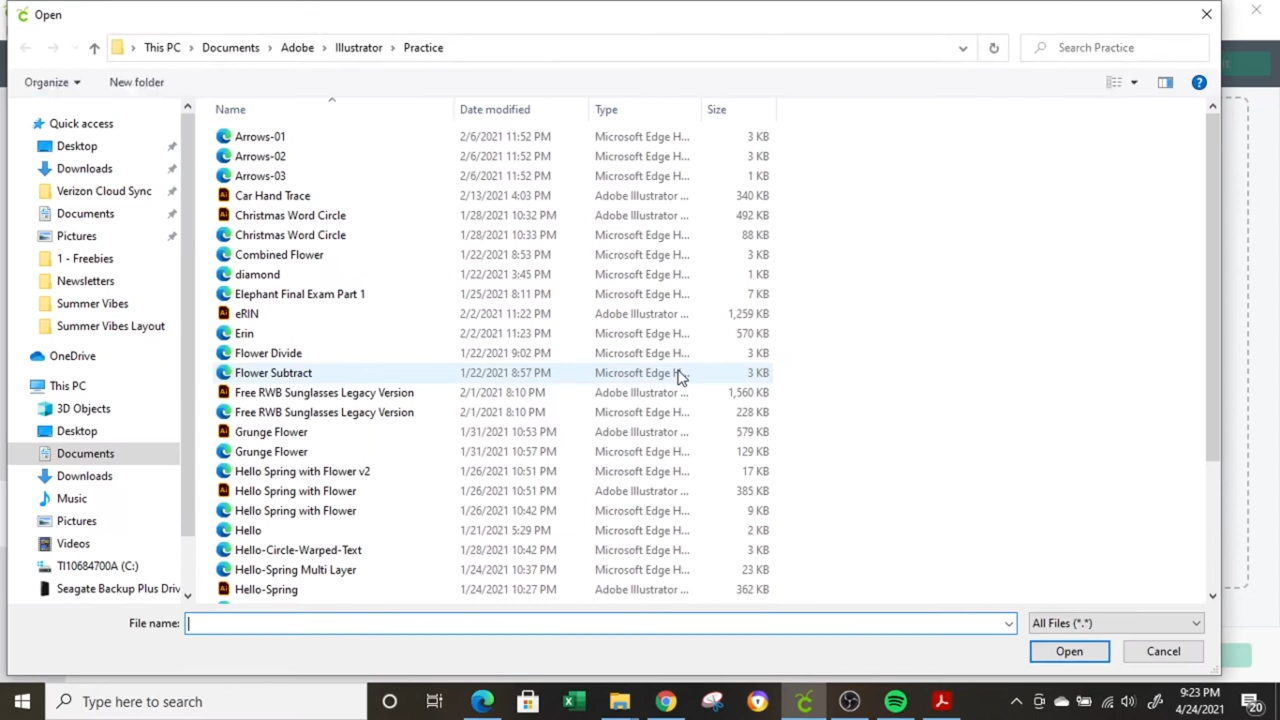 Open
This PC Documents Adobe Illustrator Practice
Search Practice
Organize
New folder
Name
Date modified
Type
Size
Quick access
Desktop
Downloads
Verizon Cloud Sync
Documents
Pictures
1 - Freebies
Newsletters
Summer Vibes
Summer Vibes Layout
OneDrive
This PC
3D Objects
Desktop
Documents
Downloads
Music
Pictures
Videos
TI10684700A (C:)
Seagate Backup Plus Driv
Arrows-01 2/6/2021 11:52 PM Microsoft Edge H... 3 KB
Arrows-02 2/6/2021 11:52 PM Microsoft Edge H... 3 KB
Arrows-03 2/6/2021 11:52 PM Microsoft Edge H... 1 KB
Car Hand Trace 2/13/2021 4:03 PM Adobe Illustrator ... 340 KB
Christmas Word Circle 1/28/2021 10:32 PM Adobe Illustrator ... 492 KB
Christmas Word Circle 1/28/2021 10:33 PM Microsoft Edge H... 88 KB
Combined Flower 1/22/2021 8:53 PM Microsoft Edge H... 3 KB
diamond 1/22/2021 3:45 PM Microsoft Edge H... 1 KB
Elephant Final Exam Part 1 1/25/2021 8:11 PM Microsoft Edge H... 7 KB
eRIN 2/2/2021 11:22 PM Adobe Illustrator ... 1,259 KB
Erin 2/2/2021 11:23 PM Microsoft Edge H... 570 KB
Flower Divide 1/22/2021 9:02 PM Microsoft Edge H... 3 KB
Flower Subtract 1/22/2021 8:57 PM Microsoft Edge H... 3 KB
Free RWB Sunglasses Legacy Version 2/1/2021 8:10 PM Adobe Illustrator ... 1,560 KB
Free RWB Sunglasses Legacy Version 2/1/2021 8:10 PM Microsoft Edge H... 228 KB
Grunge Flower 1/31/2021 10:53 PM Adobe Illustrator ... 579 KB
Grunge Flower 1/31/2021 10:57 PM Microsoft Edge H... 129 KB
Hello Spring with Flower v2 1/26/2021 10:51 PM Microsoft Edge H... 17 KB
Hello Spring with Flower 1/26/2021 10:51 PM Adobe Illustrator ... 385 KB
Hello Spring with Flower 1/26/2021 10:42 PM Microsoft Edge H... 9 KB
Hello 1/21/2021 5:29 PM Microsoft Edge H... 2 KB
Hello-Circle-Warped-Text 1/28/2021 10:42 PM Microsoft Edge H... 3 KB
Hello-Spring Multi Layer 1/24/2021 10:37 PM Microsoft Edge H... 23 KB
Hello-Spring 1/24/2021 10:27 PM Adobe Illustrator ... 362 KB
File name:
All Files (*.*)
Open
Cancel
Type here to search
9:23 PM
4/24/2021
20